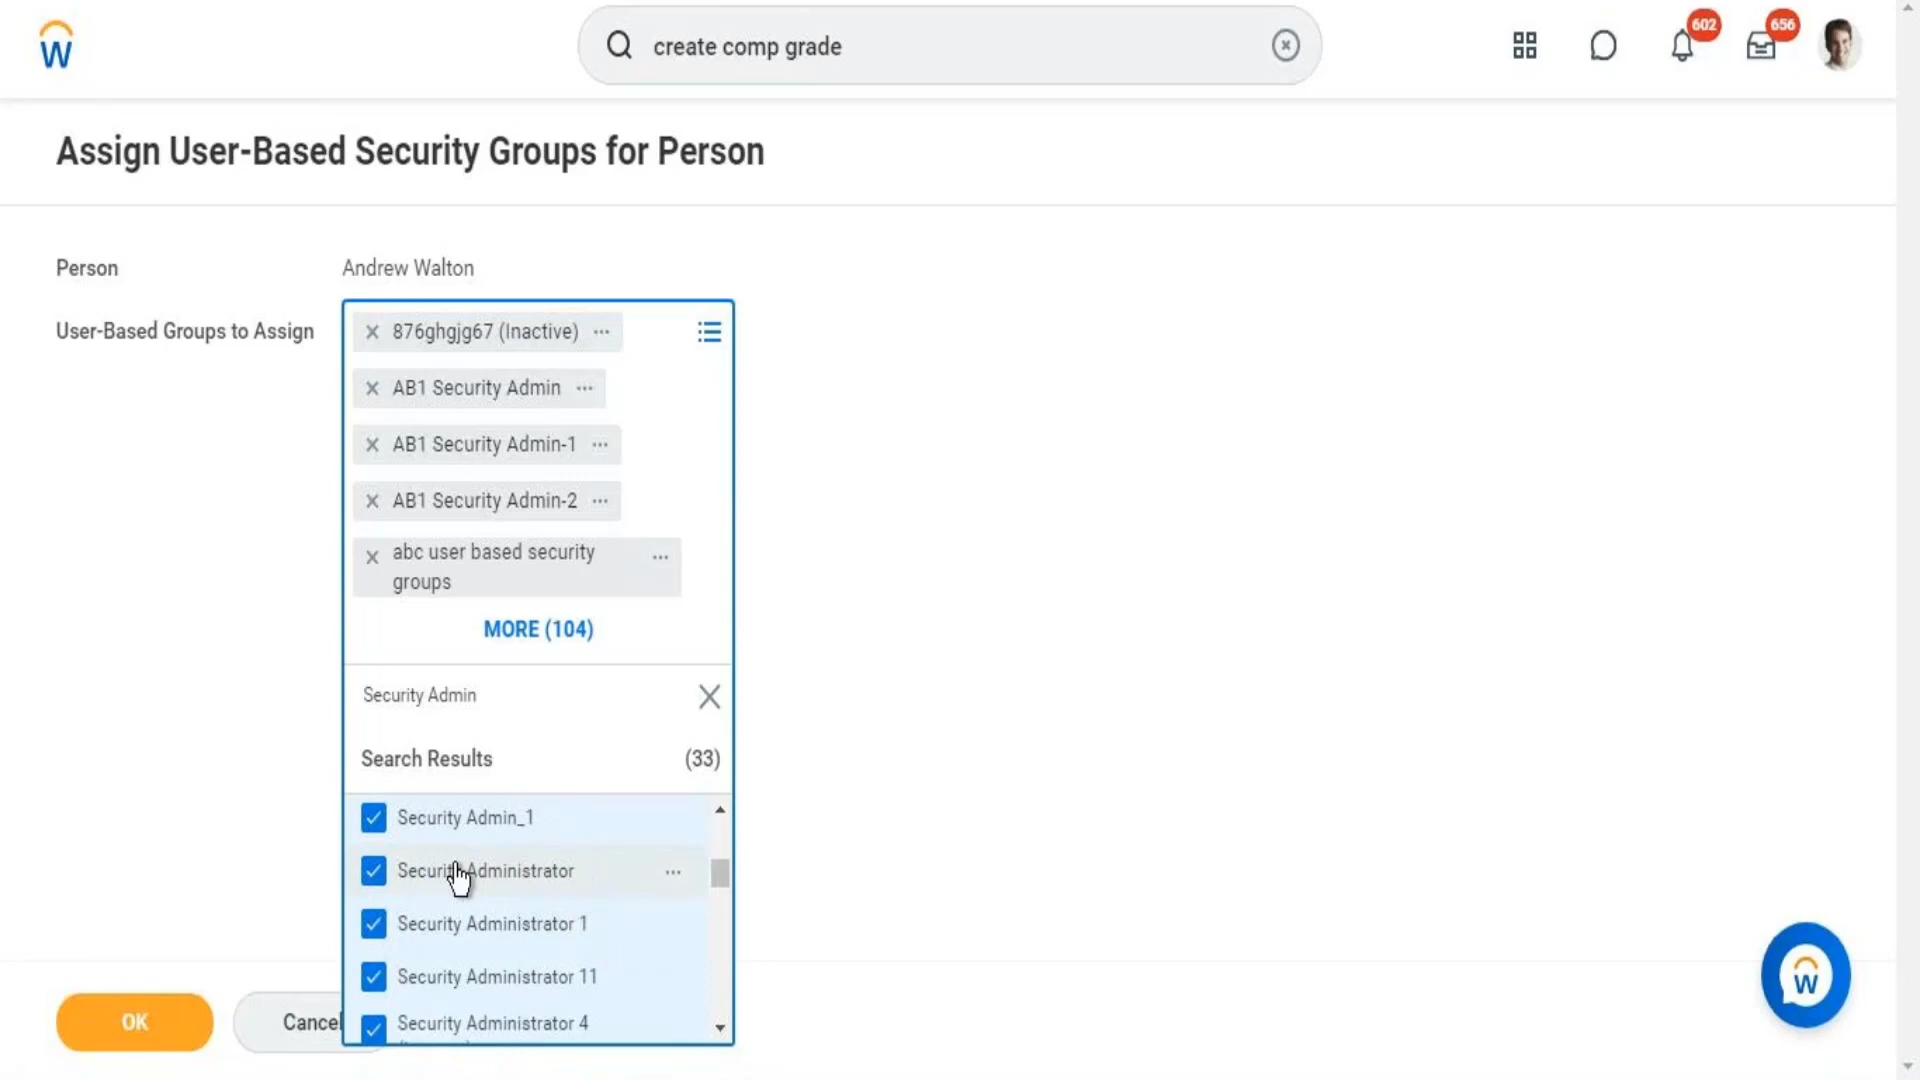 W
create comp grade
602
656
Assign User-Based Security Groups for Person
Person
Andrew Walton
User-Based Groups to Assign
876ghgjg67 (Inactive)
AB1 Security Admin
AB1 Security Admin-1
AB1 Security Admin-2
abc user based security
groups
MORE (104)
Security Admin
Search Results
(33)
Security Admin_1
Security Administrator
Security Administrator 1
Security Administrator 11
Security Administrator 4
OK
Cancel
W